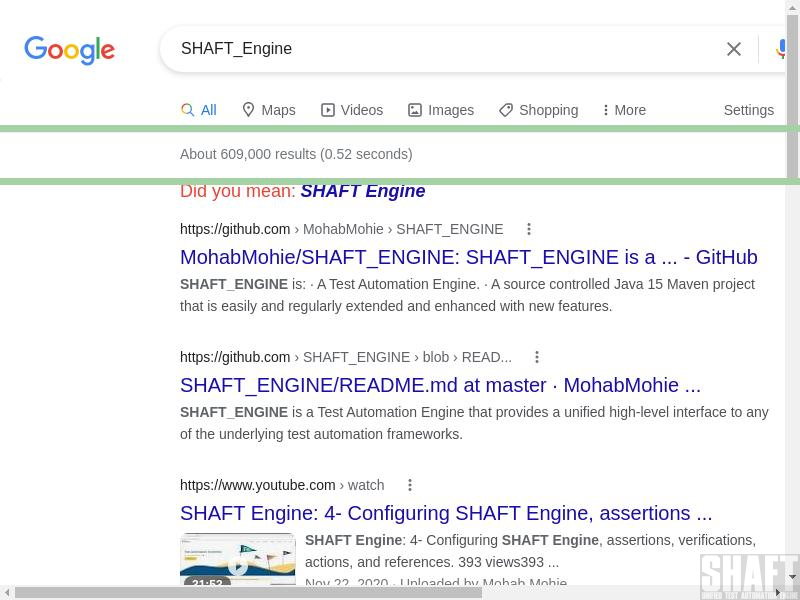 Google
SHAFT_Engine
All Maps Videos Images Shopping More Settings
About 609,000 results (0.52 seconds)
Did you mean: SHAFT Engine
https://github.com › MohabMohie › SHAFT_ENGINE
MohabMohie/SHAFT_ENGINE: SHAFT_ENGINE is a ... - GitHub
SHAFT_ENGINE is: · A Test Automation Engine. · A source controlled Java 15 Maven project
that is easily and regularly extended and enhanced with new features.
https://github.com › SHAFT_ENGINE › blob › READ...
SHAFT_ENGINE/README.md at master · MohabMohie ...
SHAFT_ENGINE is a Test Automation Engine that provides a unified high-level interface to any
of the underlying test automation frameworks.
https://www.youtube.com › watch
SHAFT Engine: 4- Configuring SHAFT Engine, assertions ...
SHAFT Engine: 4- Configuring SHAFT Engine, assertions, verifications,
actions, and references. 393 views393 ...
21:52
Nov 22, 2020 · Uploaded by Mohab Mohie
SHAFT
UNIFIED TEST AUTOMATION ENGINE